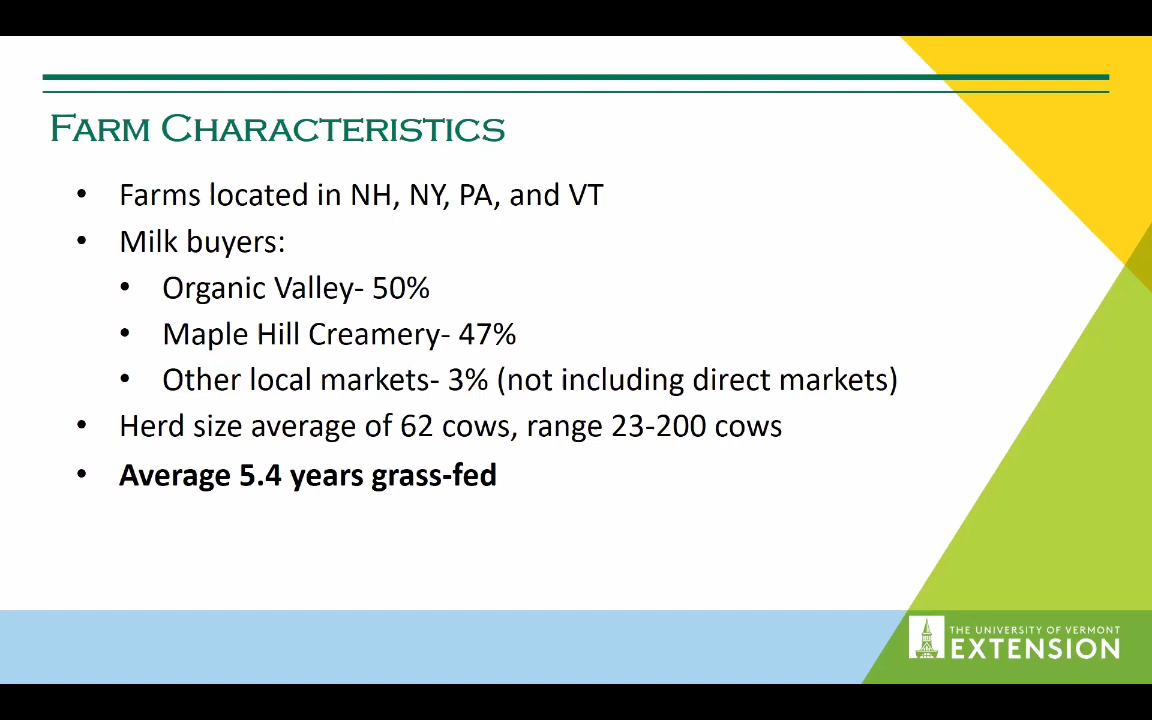 Farm Characteristics
• Farms located in NH, NY, PA, and VT
• Milk buyers:
• Organic Valley- 50%
• Maple Hill Creamery- 47%
• Other local markets- 3% (not including direct markets)
• Herd size average of 62 cows, range 23-200 cows
• Average 5.4 years grass-fed
THE UNIVERSITY OF VERMONT
EXTENSION